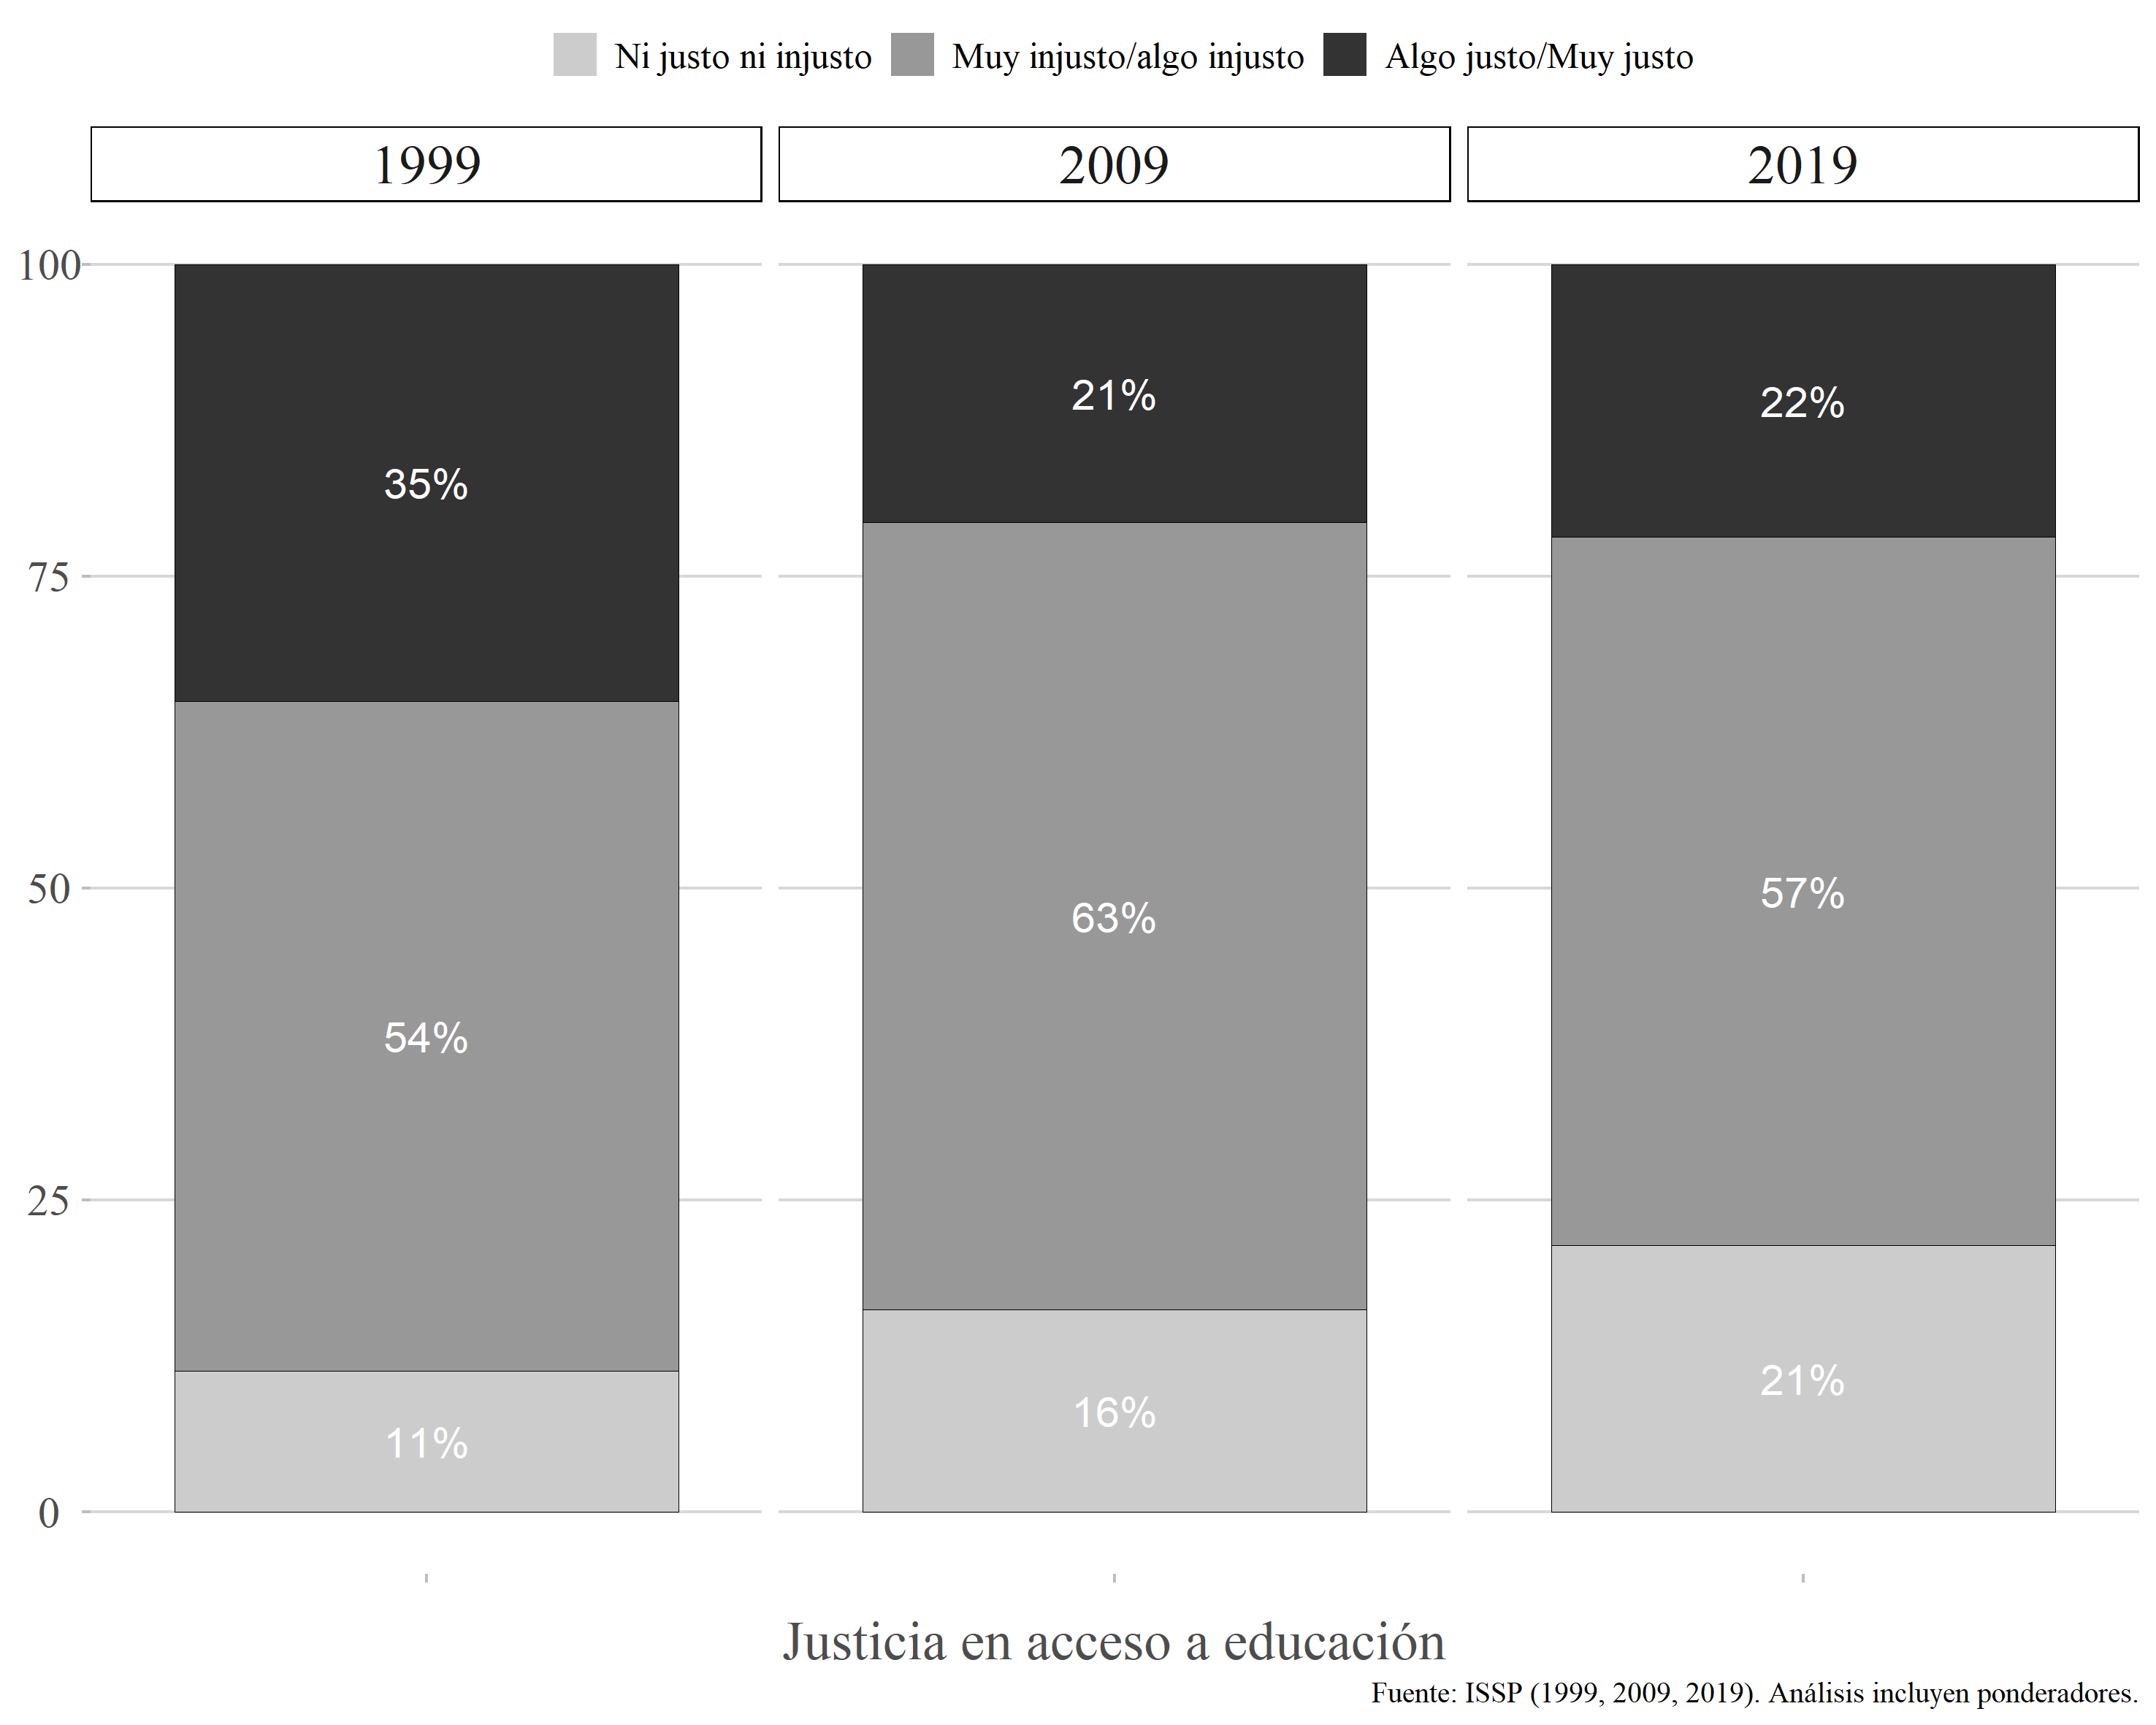 Ni justo ni injusto Muy injusto/algo injusto Algo justo/Muy justo
1999 2009 2019
100
75
50
25
0
35% 21% 22%
54% 63% 57%
11% 16% 21%
Justicia en acceso a educación
Fuente: ISSP (1999, 2009, 2019). Análisis incluyen ponderadores.